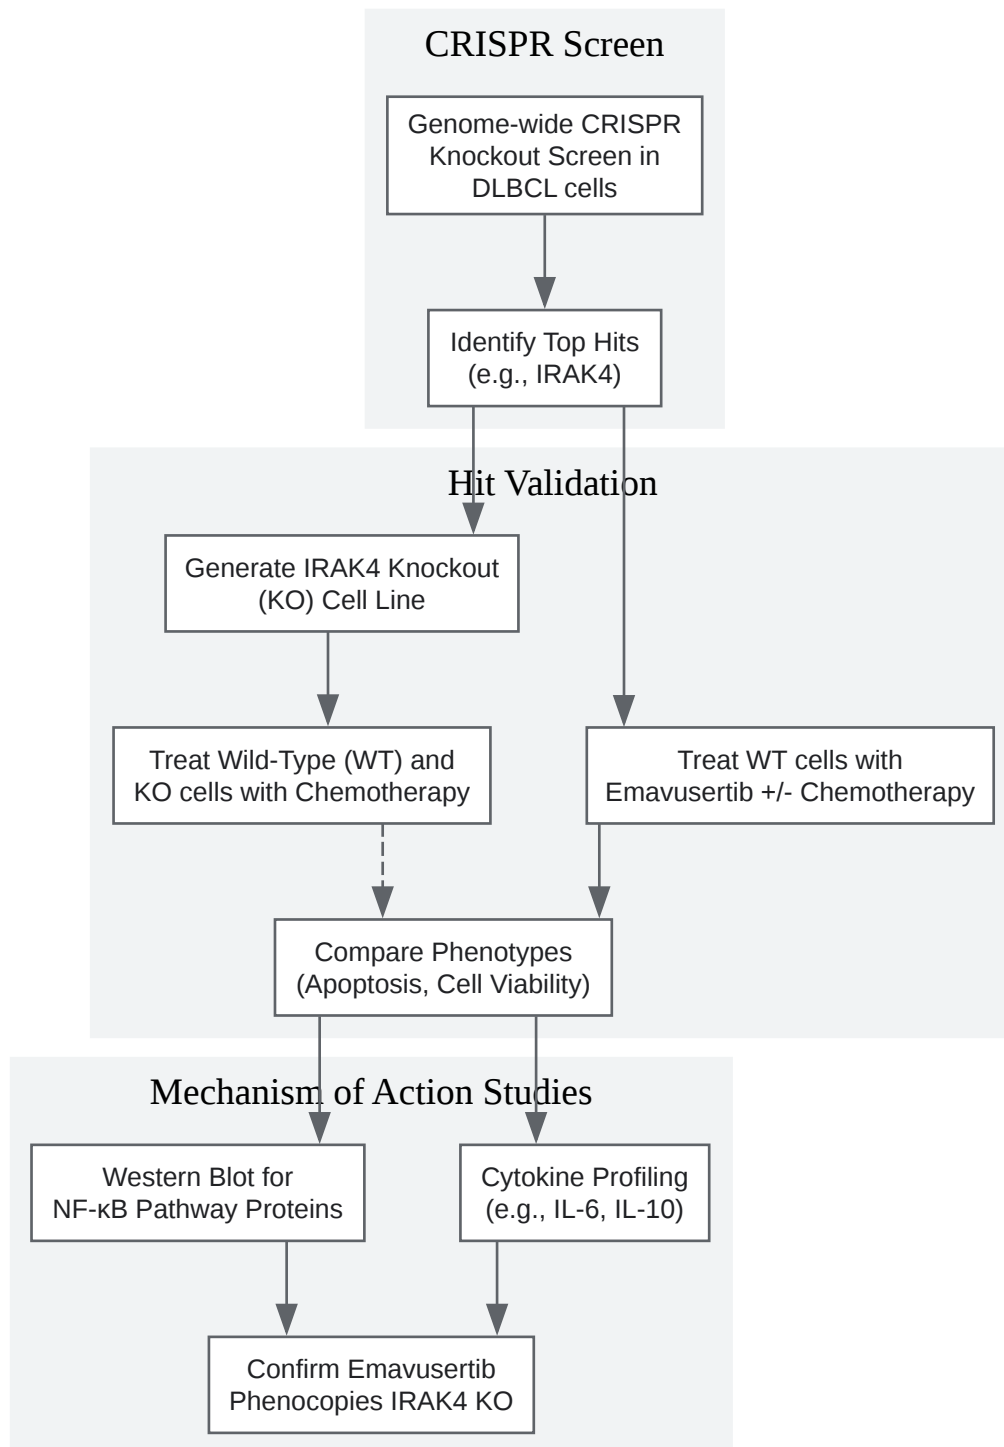 CRISPR Screen
Genome-wide CRISPR
Knockout Screen in
DLBCL cells
Identify Top Hits
(e.g., IRAK4)
Hit Validation
Generate IRAK4 Knockout
(KO) Cell Line
Treat Wild-Type (WT) and
KO cells with Chemotherapy
Treat WT cells with
Emavusertib +/- Chemotherapy
Compare Phenotypes
(Apoptosis, Cell Viability)
Mechanism of Action Studies
Western Blot for
NF-κB Pathway Proteins
Cytokine Profiling
(e.g., IL-6, IL-10)
Confirm Emavusertib
Phenocopies IRAK4 KO